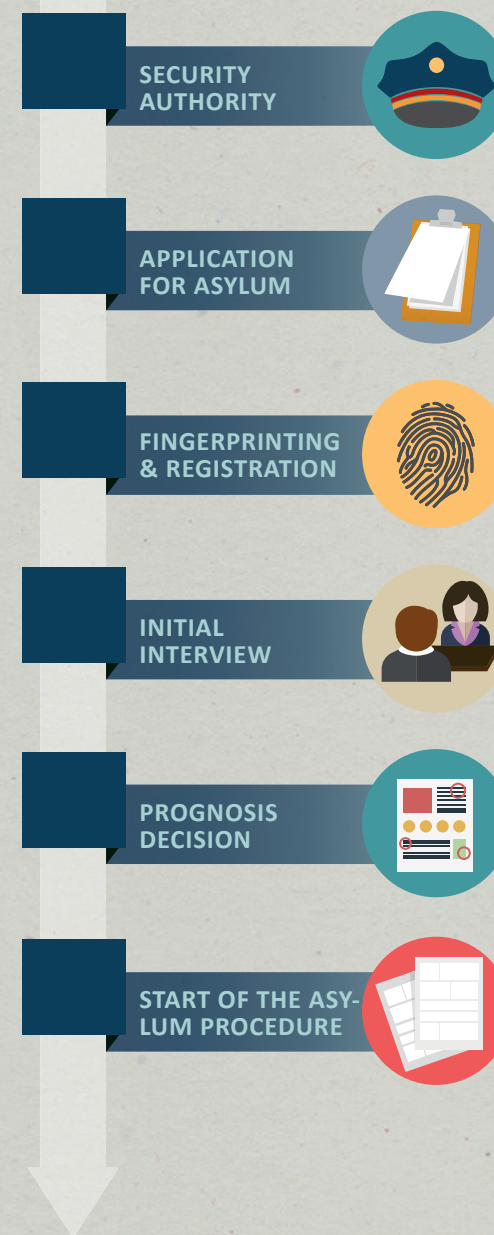 SECURITY
AUTHORITY
APPLICATION
FOR ASYLUM
FINGERPRINTING
& REGISTRATION
INITIAL
INTERVIEW
PROGNOSIS
DECISION
START OF THE ASY-
LUM PROCEDURE